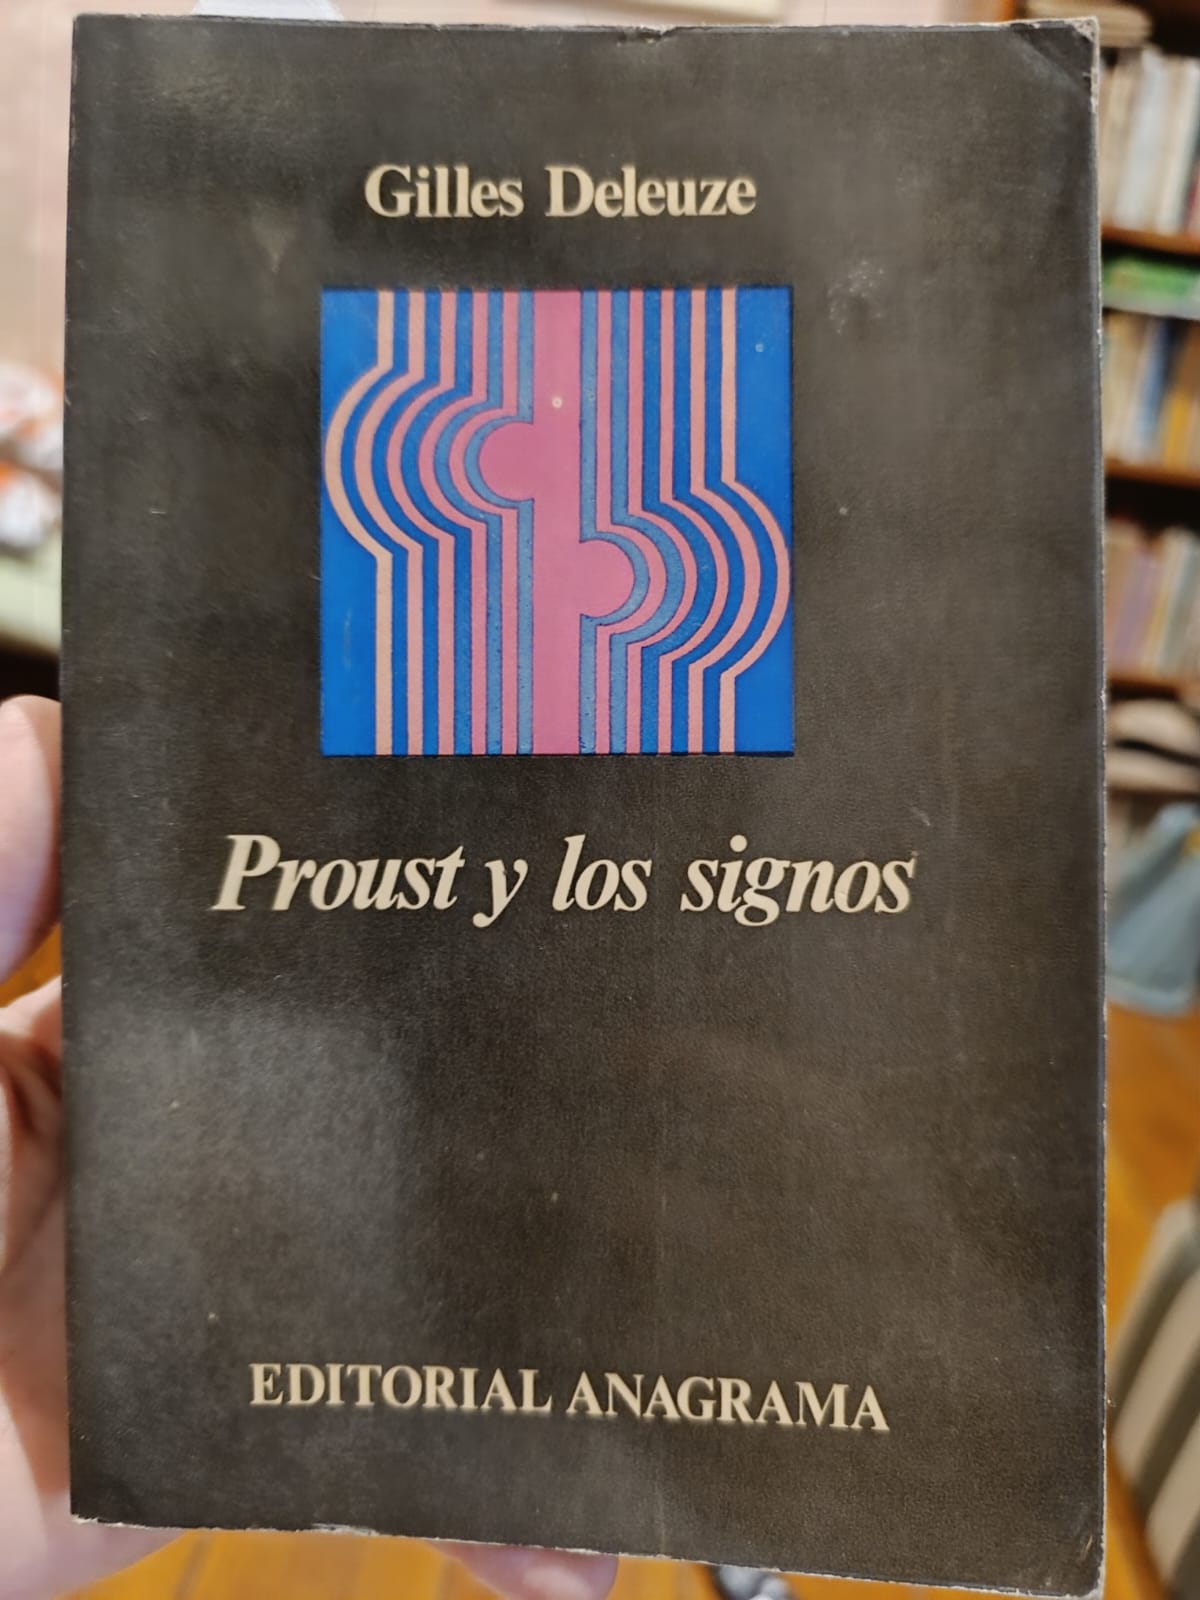 Gilles Deleuze
Proust y los signos
EDITORIAL ANAGRAMA